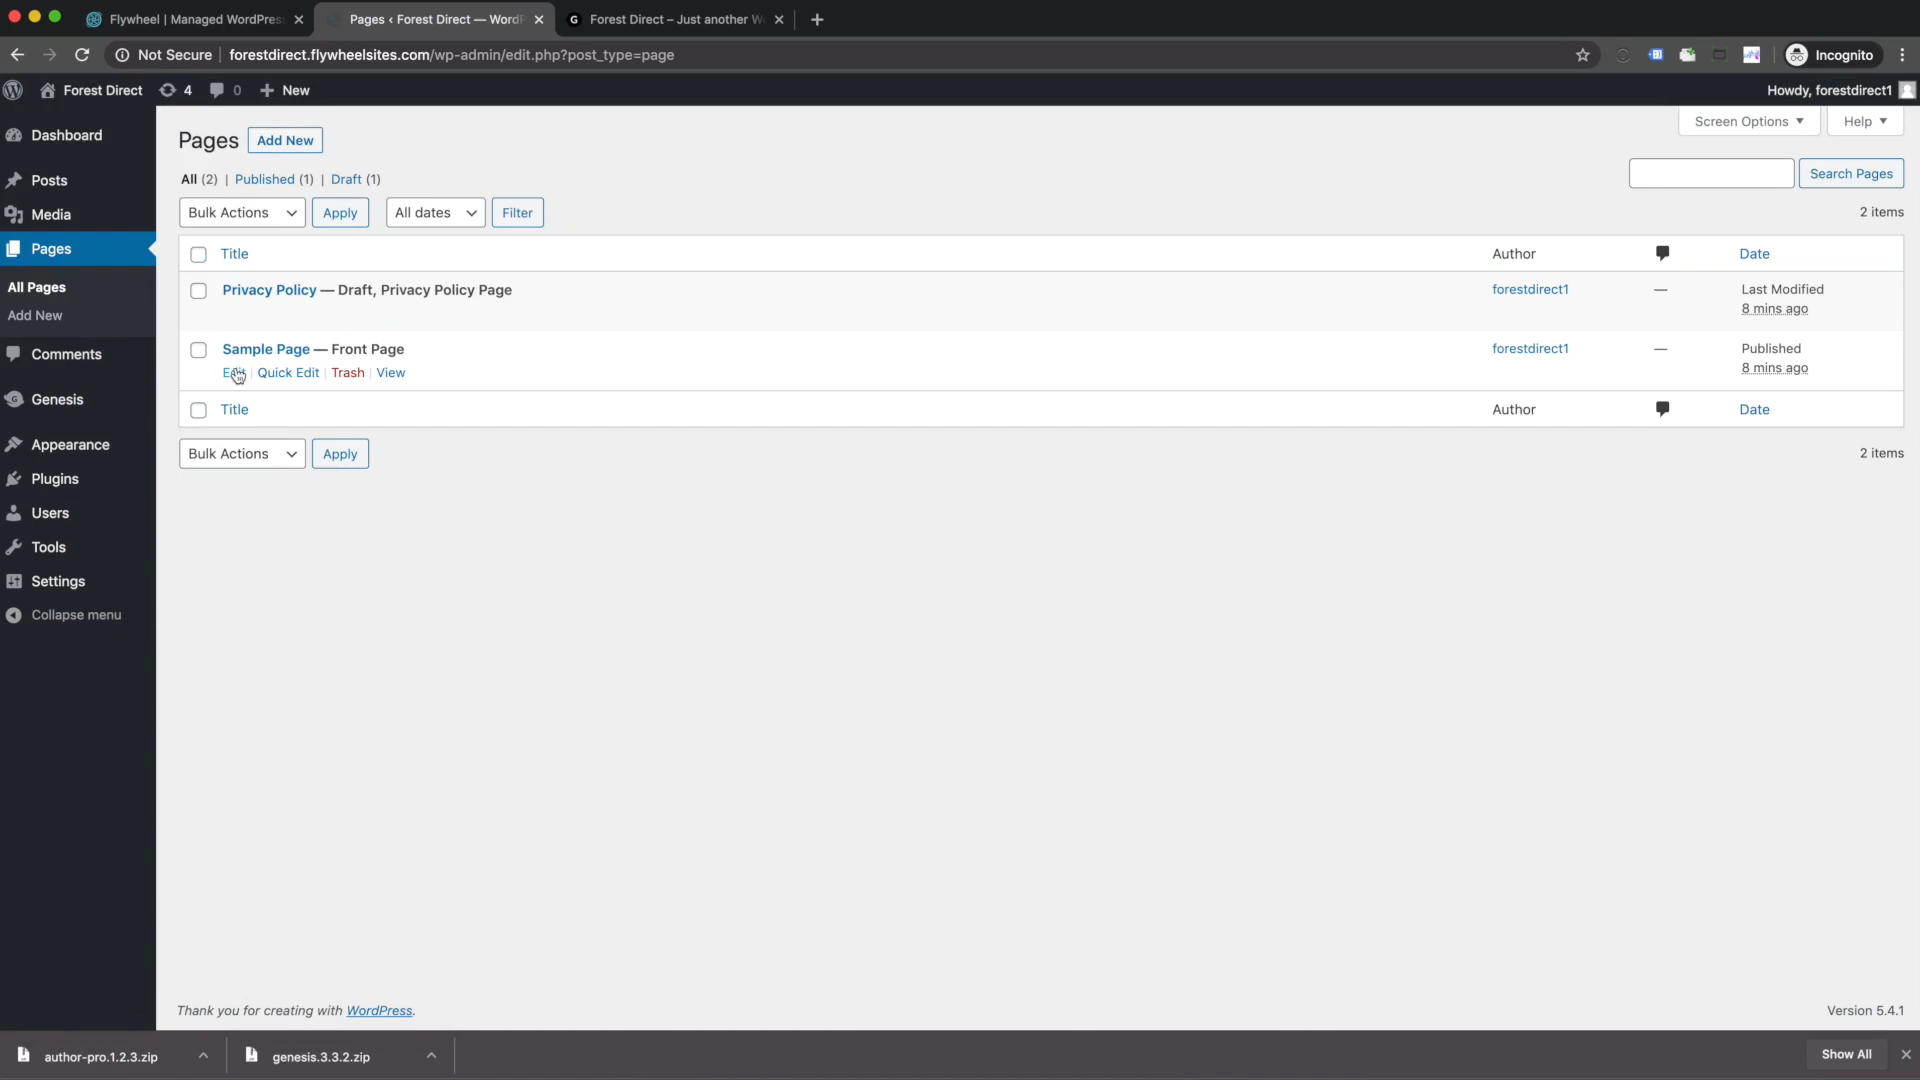 Flywheel | Managed WordPres
Pages ‹ Forest Direct — WordP
G Forest Direct – Just another W
Not Secure | forestdirect.flywheelsites.com/wp-admin/edit.php?post_type=page
Incognito
Forest Direct 4 0 New
Howdy, forestdirect1
Dashboard
Posts
Media
Pages
All Pages
Add New
Comments
Genesis
Appearance
Plugins
Users
Tools
Settings
Collapse menu
Pages Add New
Screen Options Help
All (2) | Published (1) | Draft (1)
Search Pages
Bulk Actions Apply All dates Filter
2 items
Title Author Date
Privacy Policy — Draft, Privacy Policy Page forestdirect1 — Last Modified
8 mins ago
Sample Page — Front Page forestdirect1 — Published
Edit | Quick Edit | Trash | View 8 mins ago
Title Author Date
Bulk Actions Apply
2 items
Thank you for creating with WordPress.
Version 5.4.1
author-pro.1.2.3.zip
genesis.3.3.2.zip
Show All